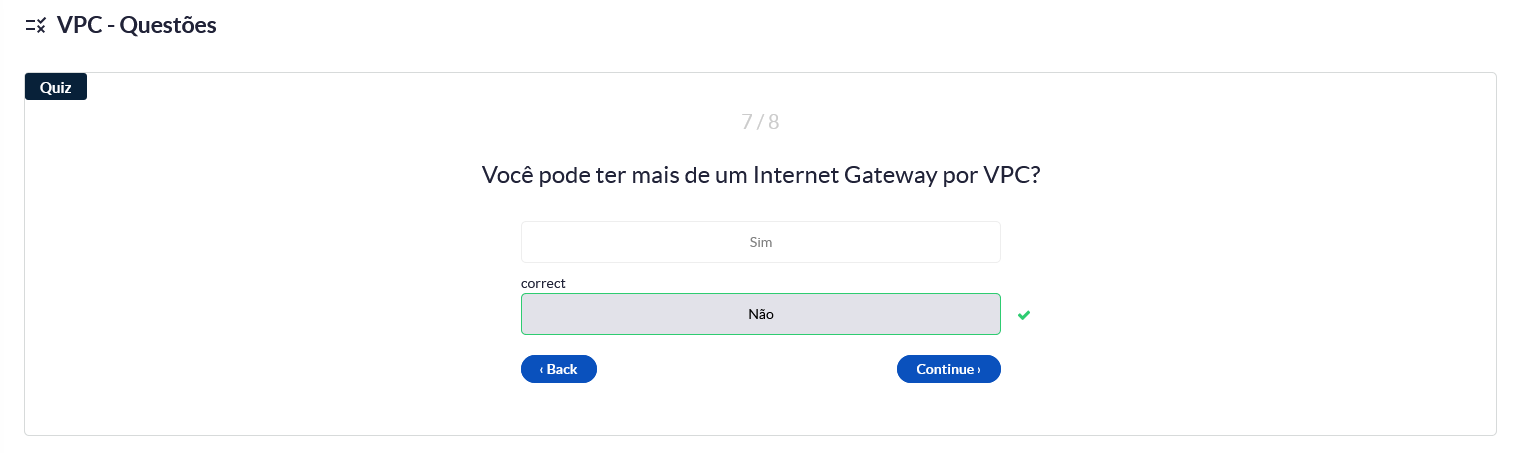 VPC - Questões
Quiz
7 / 8
Você pode ter mais de um Internet Gateway por VPC?
Sim
correct
Não
‹ Back
Continue ›